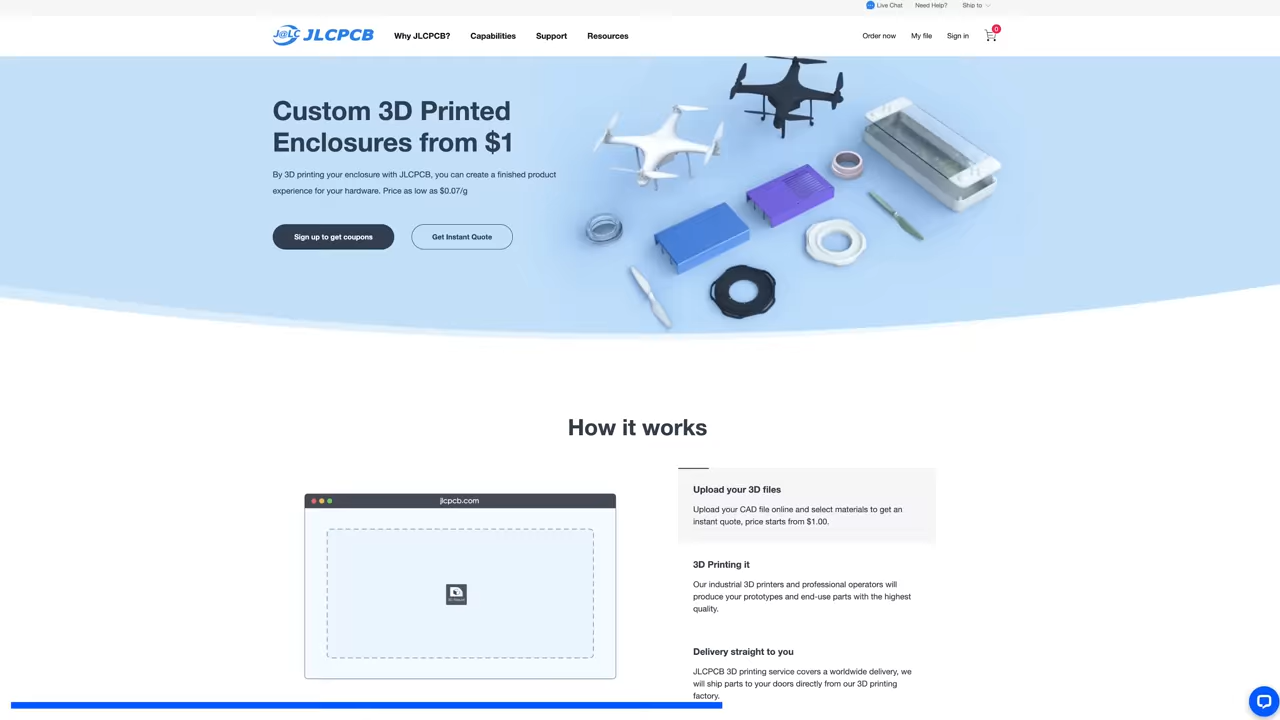 Live Chat Need Help? Ship to
J@LC JLCPCB Why JLCPCB? Capabilities Support Resources Order now My file Sign in 0
Custom 3D Printed
Enclosures from $1
By 3D printing your enclosure with JLCPCB, you can create a finished product
experience for your hardware. Price as low as $0.07/g
Sign up to get coupons Get Instant Quote
How it works
jlcpcb.com
Upload your 3D files
Upload your CAD file online and select materials to get an
instant quote, price starts from $1.00.
3D Printing it
Our industrial 3D printers and professional operators will
produce your prototypes and end-use parts with the highest
quality.
Delivery straight to you
JLCPCB 3D printing service covers a worldwide delivery, we
will ship parts to your doors directly from our 3D printing
factory.